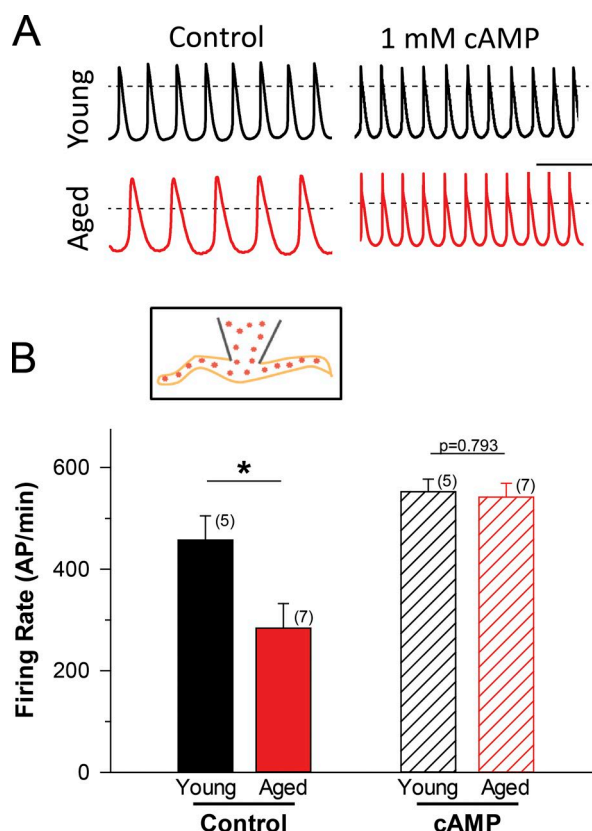 A
Control
1 mM cAMP
Young
Aged
B
p=0.793
*
(5)
(7)
(5)
(7)
600
400
200
0
Firing Rate (AP/min)
Young Aged Young Aged
Control cAMP